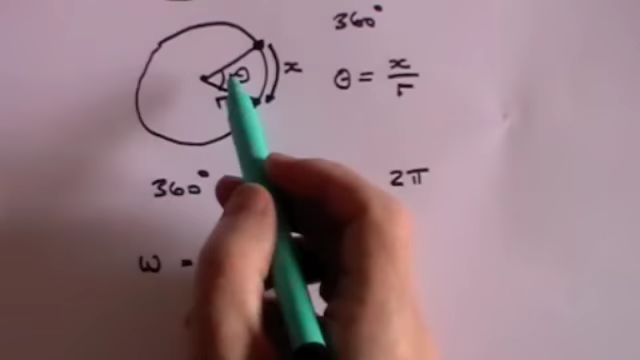 360°
θ x θ = x/r
r
360° 2π
ω =